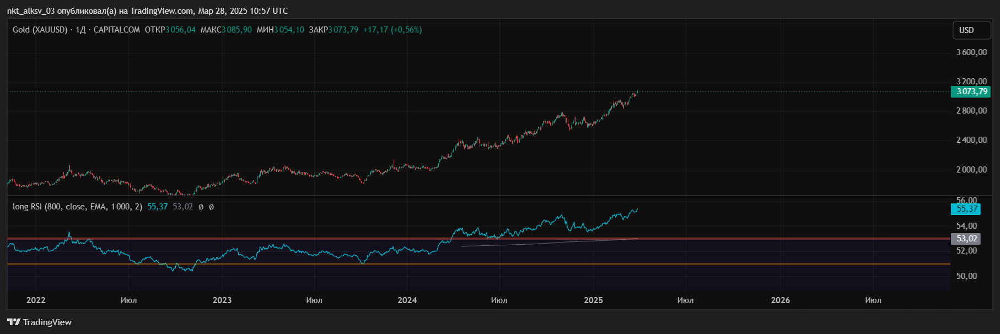 nkt_alksv_03 опубликовал(а) на TradingView.com, Мар 28, 2025 10:57 UTC
Gold (XAUUSD) · 1Д · CAPITALCOM ОТКР3 056,04 МАКС3 085,90 МИН3 054,10 ЗАКР3 073,79 +17,17 (+0,56%)
USD
3 600,00
3 200,00
3 073,79
2 800,00
2 400,00
2 000,00
long RSI (800, close, EMA, 1 000, 2) 55,37 53,02 ø ø
56,00
55,37
54,00
53,02
52,00
50,00
2022 Июл 2023 Июл 2024 Июл 2025 Июл 2026 Июл
TradingView